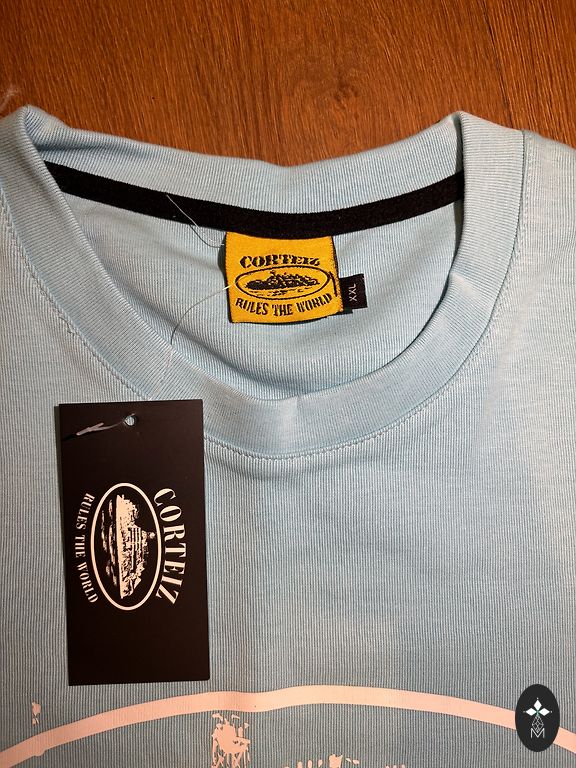 CORTEIZ
RULES THE WORLD
XXL
CORTEIZ
RULES THE WORLD
M